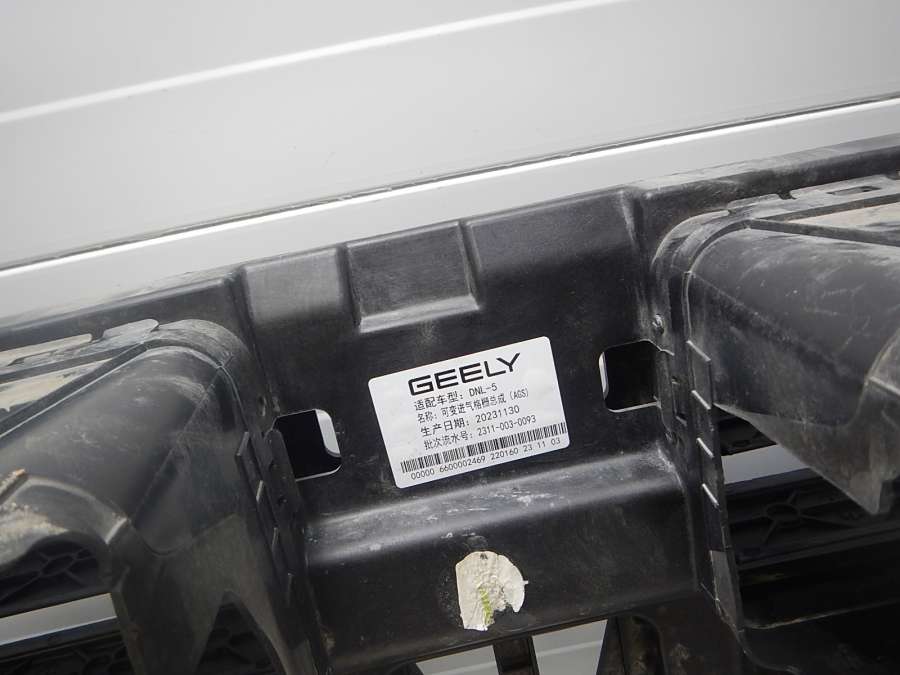 GEELY
适配车型：DNL-5
名称：可变进气格栅总成（AGS）
生产日期：20231130
批次流水号：2311-003-0093
00000 6600002469 220160 23 11 03